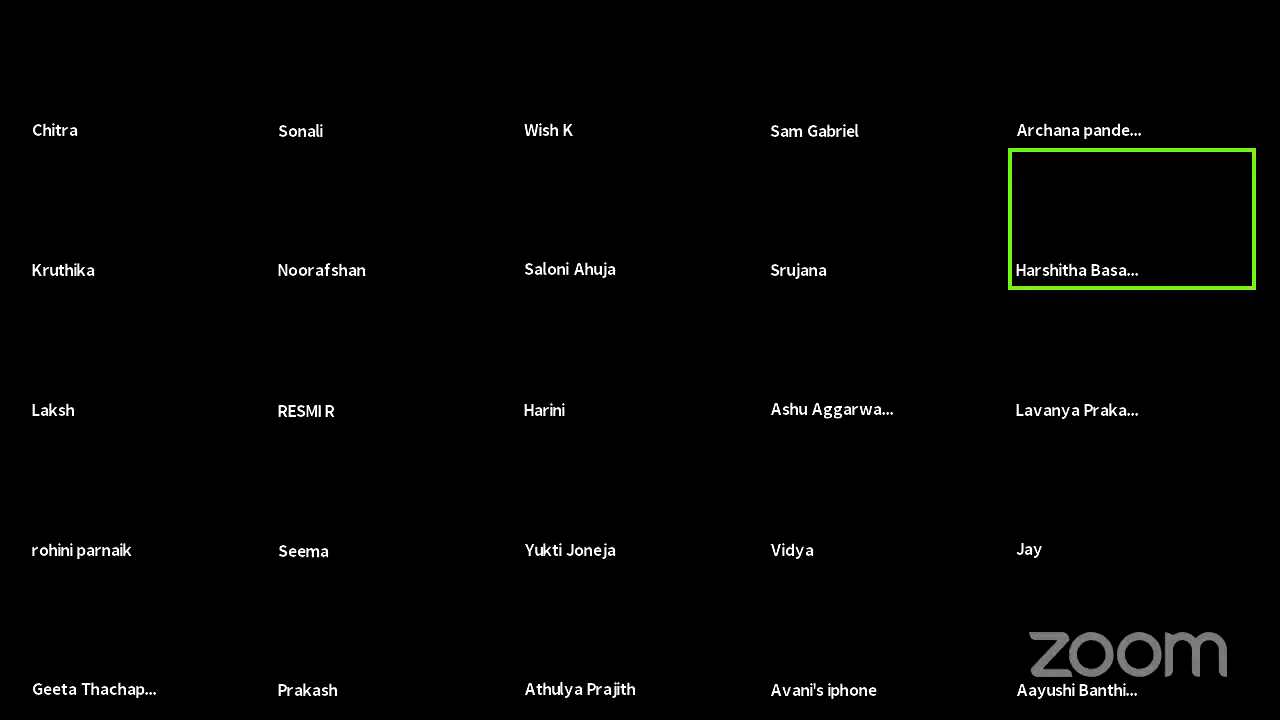 Chitra
Sonali
Wish K
Sam Gabriel
Archana pande...
Kruthika
Noorafshan
Saloni Ahuja
Srujana
Harshitha Basa...
Laksh
RESMI R
Harini
Ashu Aggarwa...
Lavanya Praka...
rohini parnaik
Seema
Yukti Joneja
Vidya
Jay
zoom
Geeta Thachap...
Prakash
Athulya Prajith
Avani's iphone
Aayushi Banthi...